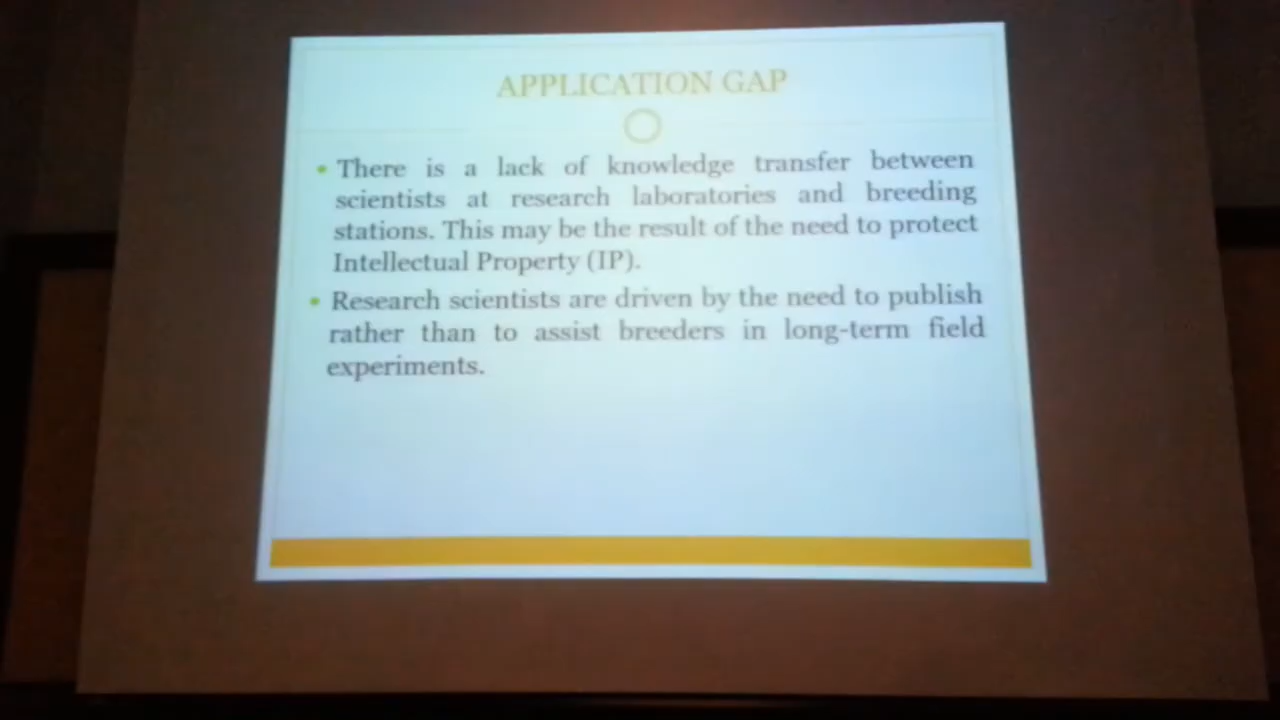 APPLICATION GAP
• There is a lack of knowledge transfer between
scientists at research laboratories and breeding
stations. This may be the result of the need to protect
Intellectual Property (IP).
• Research scientists are driven by the need to publish
rather than to assist breeders in long-term field
experiments.